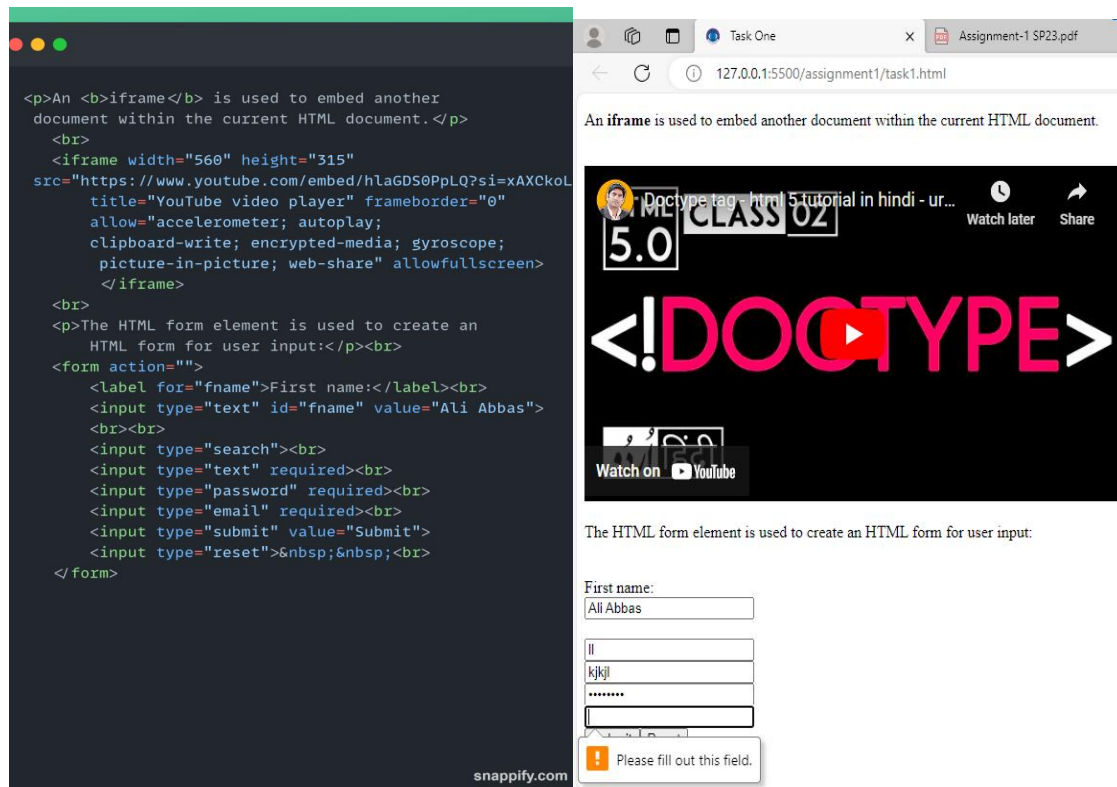 <p>An <b>iframe</b> is used to embed another
document within the current HTML document.</p>
<br>
<iframe width="560" height="315"
src="https://www.youtube.com/embed/hlaGDS0PpLQ?si=xAXCkoL
title="YouTube video player" frameborder="0"
allow="accelerometer; autoplay;
clipboard-write; encrypted-media; gyroscope;
picture-in-picture; web-share" allowfullscreen>
</iframe>
<br>
<p>The HTML form element is used to create an
HTML form for user input:</p><br>
<form action="">
<label for="fname">First name:</label><br>
<input type="text" id="fname" value="Ali Abbas">
<br><br>
<input type="search"><br>
<input type="text" required><br>
<input type="password" required><br>
<input type="email" required><br>
<input type="submit" value="Submit">
<input type="reset">&nbsp;&nbsp;<br>
</form>
snappify.com
Task One
Assignment-1 SP23.pdf
127.0.0.1:5500/assignment1/task1.html
An iframe is used to embed another document within the current HTML document.
Doctype tag - html 5 tutorial in hindi - ur...
Watch later
Share
CLASS 02
5.0
<!DOCTYPE>
اُردُو हिंदी
Watch on YouTube
The HTML form element is used to create an HTML form for user input:
First name:
Ali Abbas
ll
kjkjl
••••••••
Please fill out this field.